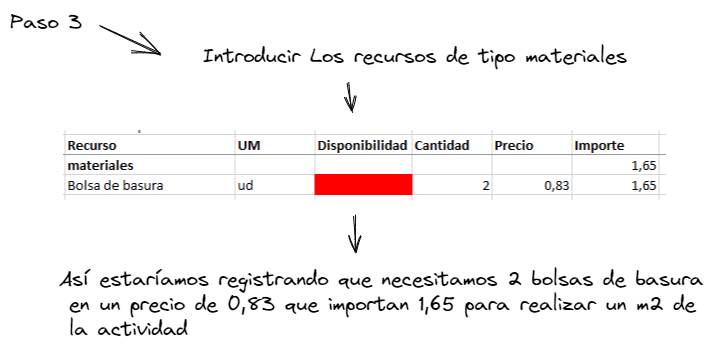 Paso 3
Introducir Los recursos de tipo materiales
Recurso UM Disponibilidad Cantidad Precio Importe
materiales 1,65
Bolsa de basura ud 2 0,83 1,65
Así estaríamos registrando que necesitamos 2 bolsas de basura
en un precio de 0,83 que importan 1,65 para realizar un m2 de
la actividad